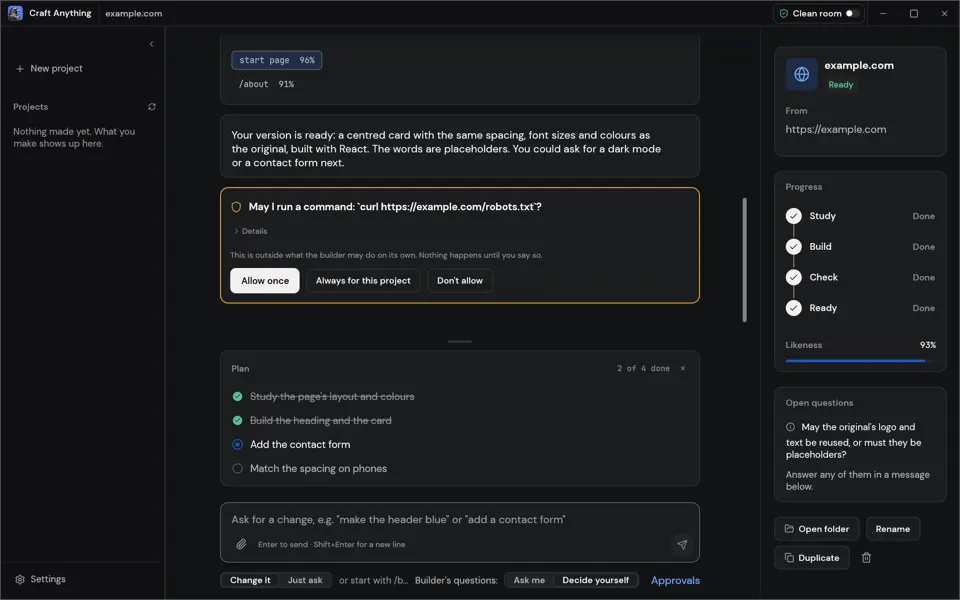 Craft Anything
example.com
Clean room
New project
Projects
Nothing made yet. What you
make shows up here.
Settings
start page 96%
/about 91%
Your version is ready: a centred card with the same spacing, font sizes and colours as
the original, built with React. The words are placeholders. You could ask for a dark mode
or a contact form next.
May I run a command: `curl https://example.com/robots.txt`?
Details
This is outside what the builder may do on its own. Nothing happens until you say so.
Allow once
Always for this project
Don't allow
Plan
2 of 4 done ×
Study the page's layout and colours
Build the heading and the card
Add the contact form
Match the spacing on phones
Ask for a change, e.g. "make the header blue" or "add a contact form"
Enter to send · Shift+Enter for a new line
Change it
Just ask
or start with /b...
Builder's questions:
Ask me
Decide yourself
Approvals
example.com
Ready
From
https://example.com
Progress
Study Done
Build Done
Check Done
Ready Done
Likeness 93%
Open questions
May the original's logo and
text be reused, or must they be
placeholders?
Answer any of them in a message
below.
Open folder
Rename
Duplicate